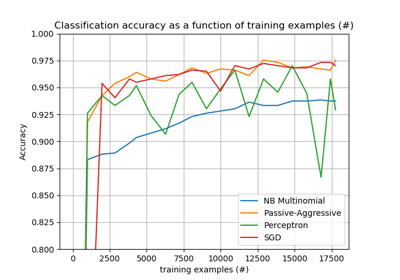 Classification accuracy as a function of training examples (#)
1.000
0.975
0.950
0.925
0.900
0.875
0.850
0.825
0.800
Accuracy
NB Multinomial
Passive-Aggressive
Perceptron
SGD
0 2500 5000 7500 10000 12500 15000 17500
training examples (#)